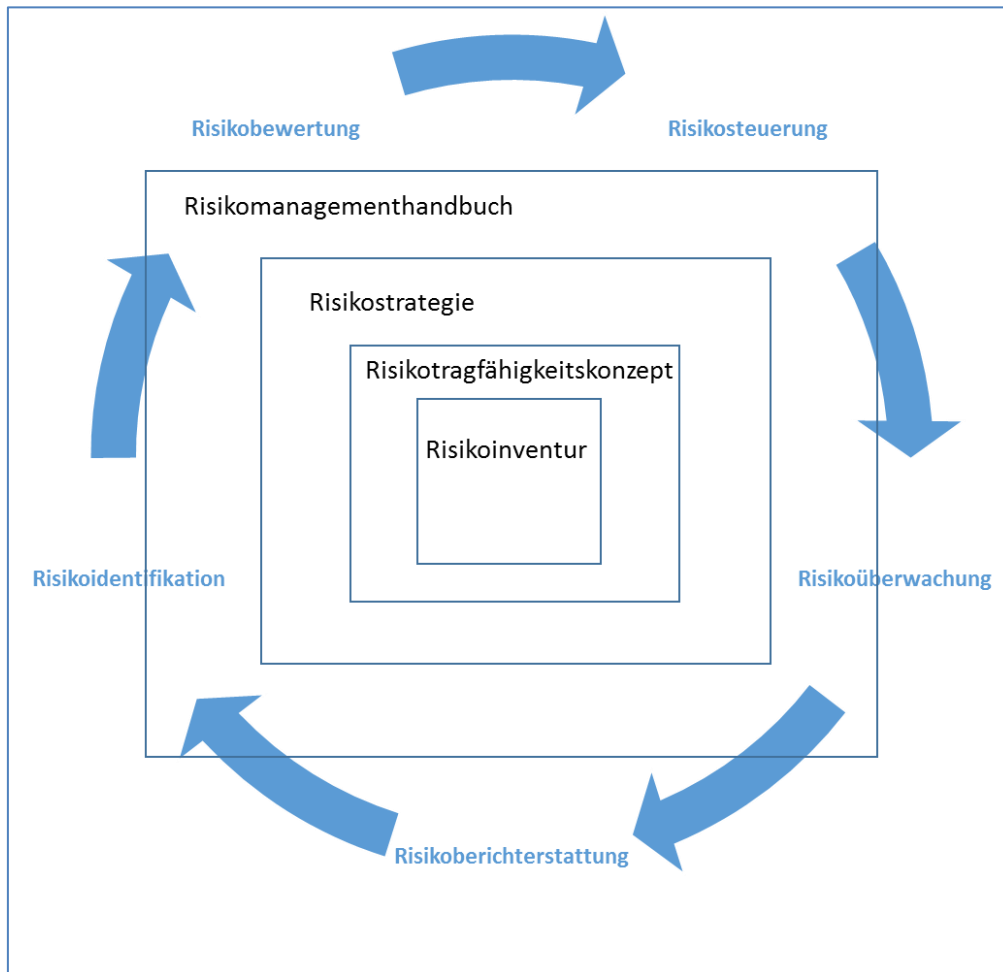 Risikobewertung
Risikosteuerung
Risikomanagementhandbuch
Risikostrategie
Risikotragfähigkeitskonzept
Risikoinventur
Risikoidentifikation
Risikoüberwachung
Risikoberichterstattung